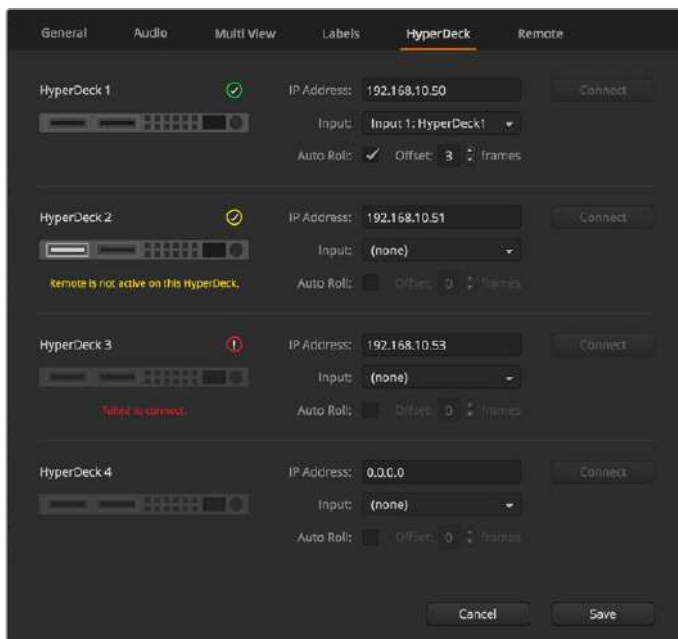 General Audio Multi View Labels HyperDeck Remote
HyperDeck 1 IP Address: 192.168.10.50 Connect
Input: Input 1: HyperDeck1
Auto Roll: Offset: 3 frames
HyperDeck 2 IP Address: 192.168.10.51 Connect
Input: (none)
Remote is not active on this HyperDeck. Auto Roll: Offset: 0 frames
HyperDeck 3 IP Address: 192.168.10.53 Connect
Input: (none)
Failed to connect. Auto Roll: Offset: 0 frames
HyperDeck 4 IP Address: 0.0.0.0 Connect
Input: (none)
Auto Roll: Offset: 0 frames
Cancel Save